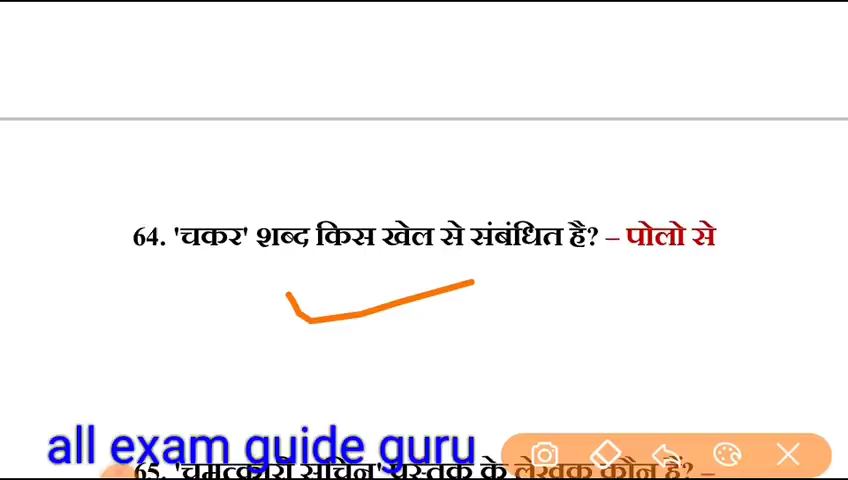 64. 'चकर' शब्द किस खेल से संबंधित है? – पोलो से
all exam guide guru
65. 'चमत्कारी सचिन' पुस्तक के लेखक कौन हैं? –